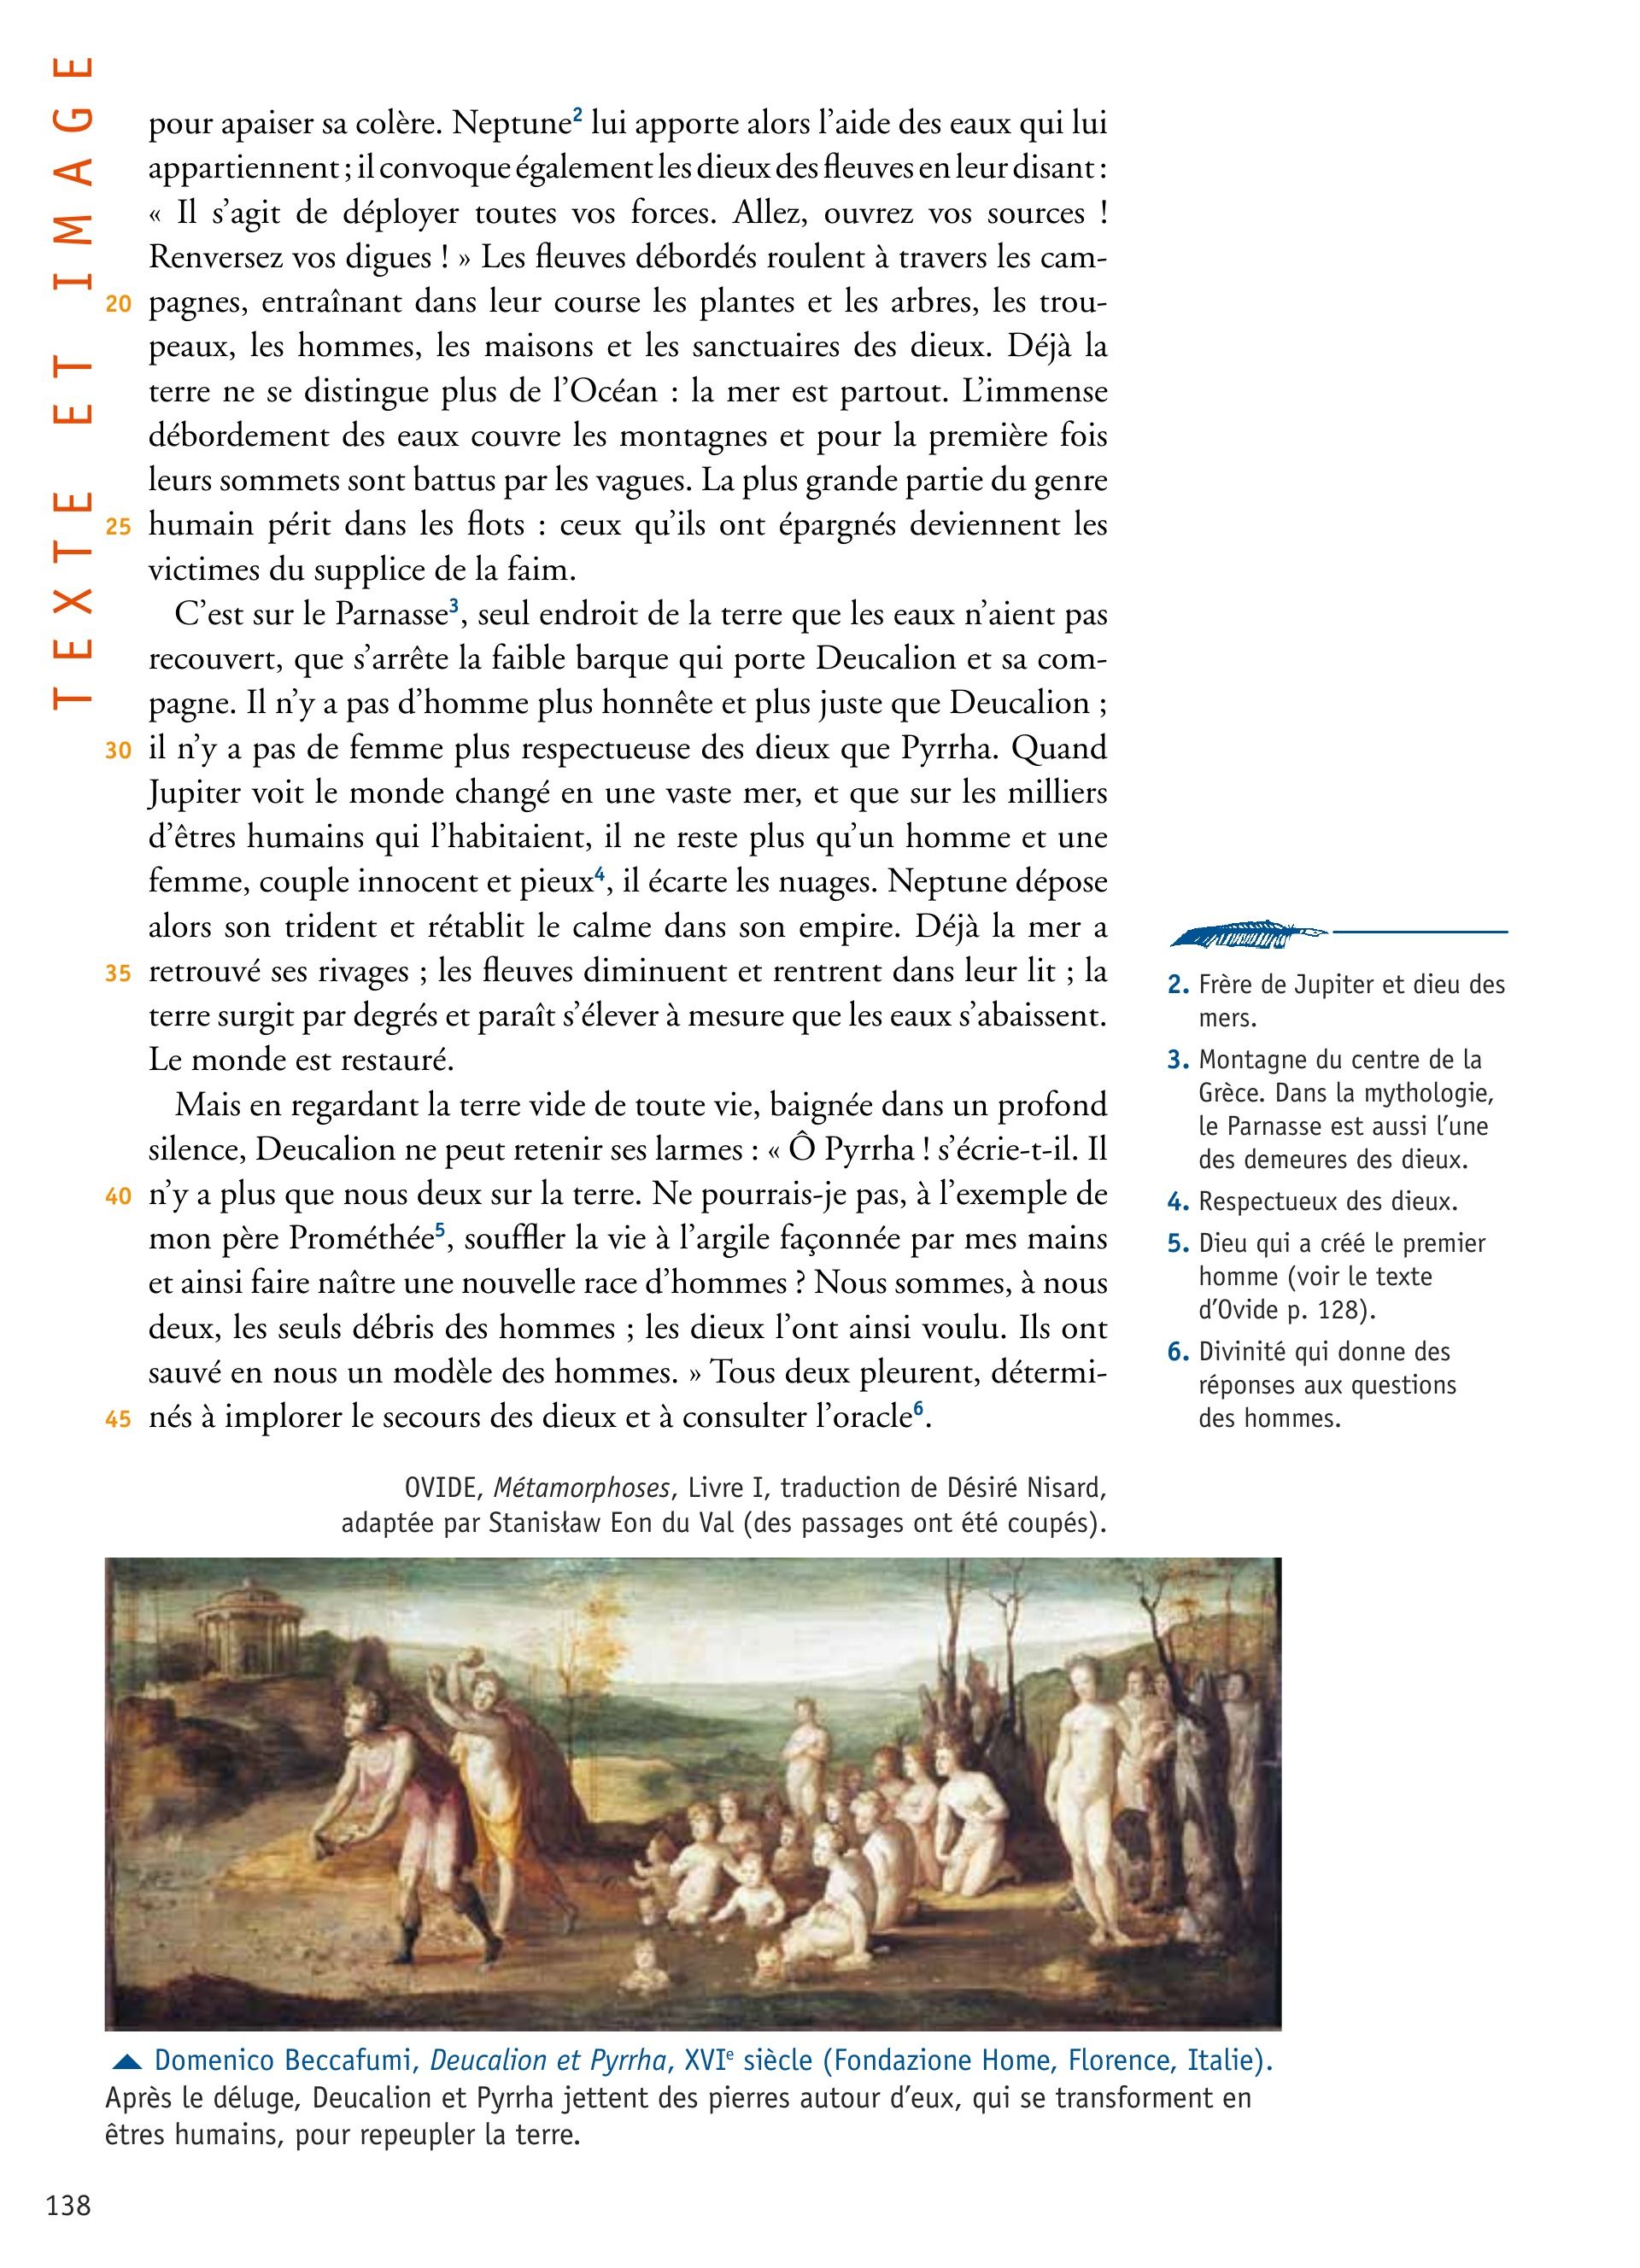 TEXTE ET IMAGE
pour apaiser sa colère. Neptune² lui apporte alors l’aide des eaux qui lui
appartiennent ; il convoque également les dieux des fleuves en leur disant :
« Il s’agit de déployer toutes vos forces. Allez, ouvrez vos sources !
Renversez vos digues ! » Les fleuves débordés roulent à travers les cam-
20 pagnes, entraînant dans leur course les plantes et les arbres, les trou-
peaux, les hommes, les maisons et les sanctuaires des dieux. Déjà la
terre ne se distingue plus de l’Océan : la mer est partout. L’immense
débordement des eaux couvre les montagnes et pour la première fois
leurs sommets sont battus par les vagues. La plus grande partie du genre
25 humain périt dans les flots : ceux qu’ils ont épargnés deviennent les
victimes du supplice de la faim.
C’est sur le Parnasse³, seul endroit de la terre que les eaux n’aient pas
recouvert, que s’arrête la faible barque qui porte Deucalion et sa com-
pagne. Il n’y a pas d’homme plus honnête et plus juste que Deucalion ;
30 il n’y a pas de femme plus respectueuse des dieux que Pyrrha. Quand
Jupiter voit le monde changé en une vaste mer, et que sur les milliers
d’êtres humains qui l’habitaient, il ne reste plus qu’un homme et une
femme, couple innocent et pieux⁴, il écarte les nuages. Neptune dépose
alors son trident et rétablit le calme dans son empire. Déjà la mer a
35 retrouvé ses rivages ; les fleuves diminuent et rentrent dans leur lit ; la
terre surgit par degrés et paraît s’élever à mesure que les eaux s’abaissent.
Le monde est restauré.
Mais en regardant la terre vide de toute vie, baignée dans un profond
silence, Deucalion ne peut retenir ses larmes : « Ô Pyrrha ! s’écrie-t-il. Il
40 n’y a plus que nous deux sur la terre. Ne pourrais-je pas, à l’exemple de
mon père Prométhée⁵, souffler la vie à l’argile façonnée par mes mains
et ainsi faire naître une nouvelle race d’hommes ? Nous sommes, à nous
deux, les seuls débris des hommes ; les dieux l’ont ainsi voulu. Ils ont
sauvé en nous un modèle des hommes. » Tous deux pleurent, détermi-
45 nés à implorer le secours des dieux et à consulter l’oracle⁶.
OVIDE, Métamorphoses, Livre I, traduction de Désiré Nisard,
adaptée par Stanisław Eon du Val (des passages ont été coupés).
2. Frère de Jupiter et dieu des
mers.
3. Montagne du centre de la
Grèce. Dans la mythologie,
le Parnasse est aussi l’une
des demeures des dieux.
4. Respectueux des dieux.
5. Dieu qui a créé le premier
homme (voir le texte
d’Ovide p. 128).
6. Divinité qui donne des
réponses aux questions
des hommes.
▲ Domenico Beccafumi, Deucalion et Pyrrha, XVIᵉ siècle (Fondazione Home, Florence, Italie).
Après le déluge, Deucalion et Pyrrha jettent des pierres autour d’eux, qui se transforment en
êtres humains, pour repeupler la terre.
138